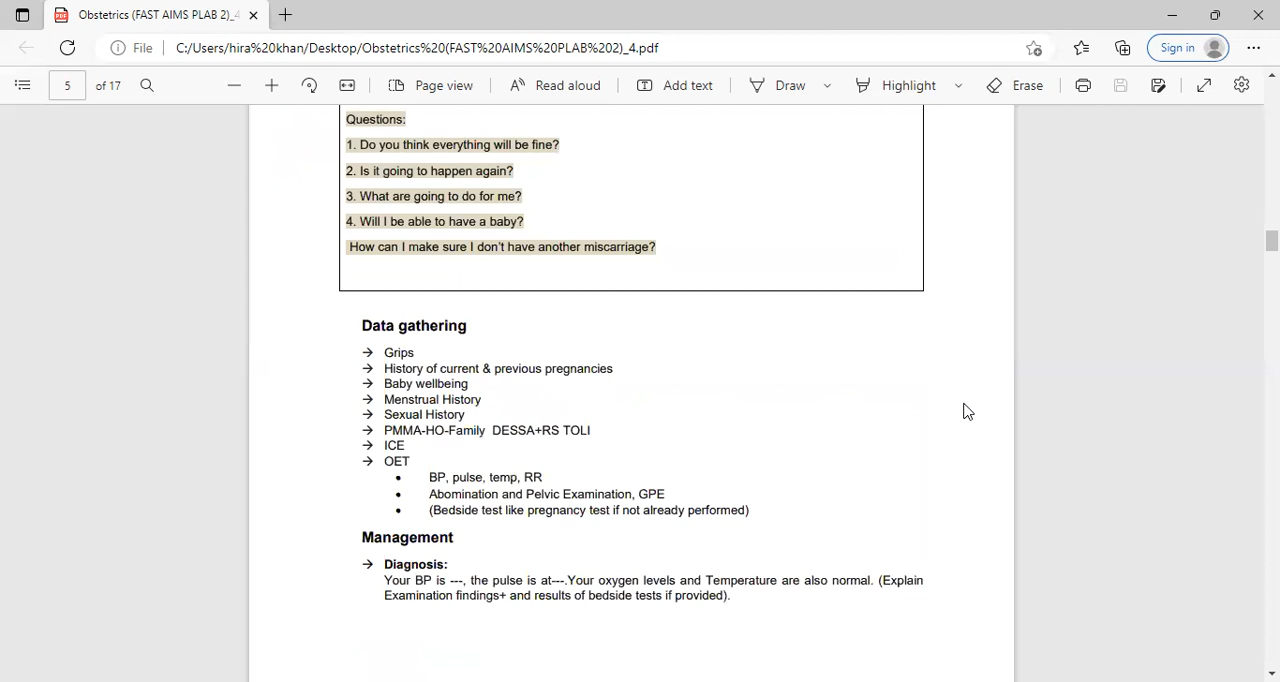 Obstetrics (FAST AIMS PLAB 2)_4
File
C:/Users/hira%20khan/Desktop/Obstetrics%20(FAST%20AIMS%20PLAB%202)_4.pdf
Sign in
5 of 17
Page view
Read aloud
Add text
Draw
Highlight
Erase
Questions:
1. Do you think everything will be fine?
2. Is it going to happen again?
3. What are going to do for me?
4. Will I be able to have a baby?
How can I make sure I don't have another miscarriage?
Data gathering
→ Grips
→ History of current & previous pregnancies
→ Baby wellbeing
→ Menstrual History
→ Sexual History
→ PMMA-HO-Family DESSA+RS TOLI
→ ICE
→ OET
• BP, pulse, temp, RR
• Abomination and Pelvic Examination, GPE
• (Bedside test like pregnancy test if not already performed)
Management
→ Diagnosis:
Your BP is ---, the pulse is at---.Your oxygen levels and Temperature are also normal. (Explain
Examination findings+ and results of bedside tests if provided).